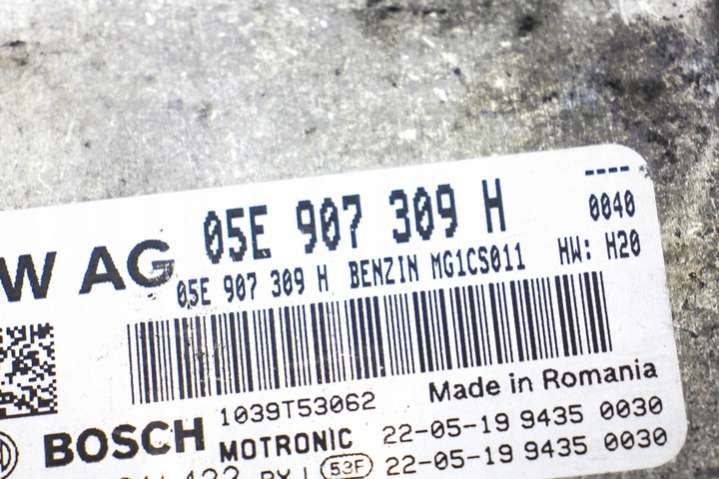 ----
05E 907 309 H 0040
W AG
05E 907 309 H BENZIN MG1CS011 HW: H20
1039T53062 Made in Romania
BOSCH MOTRONIC 22-05-19 9435 0030
53F 22-05-19 9435 0030